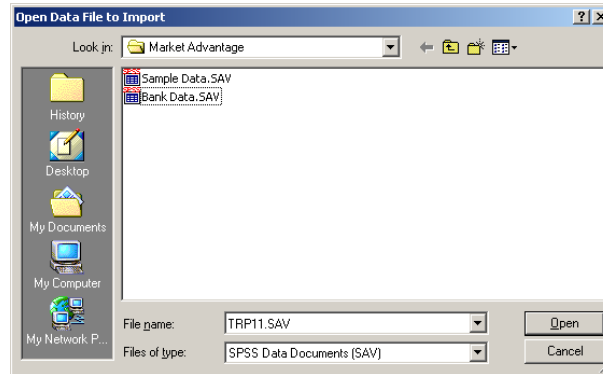 Open Data File to Import
Look in: Market Advantage
Sample Data.SAV
Bank Data.SAV
History
Desktop
My Documents
My Computer
My Network P...
File name: TRP11.SAV Open
Files of type: SPSS Data Documents (SAV) Cancel